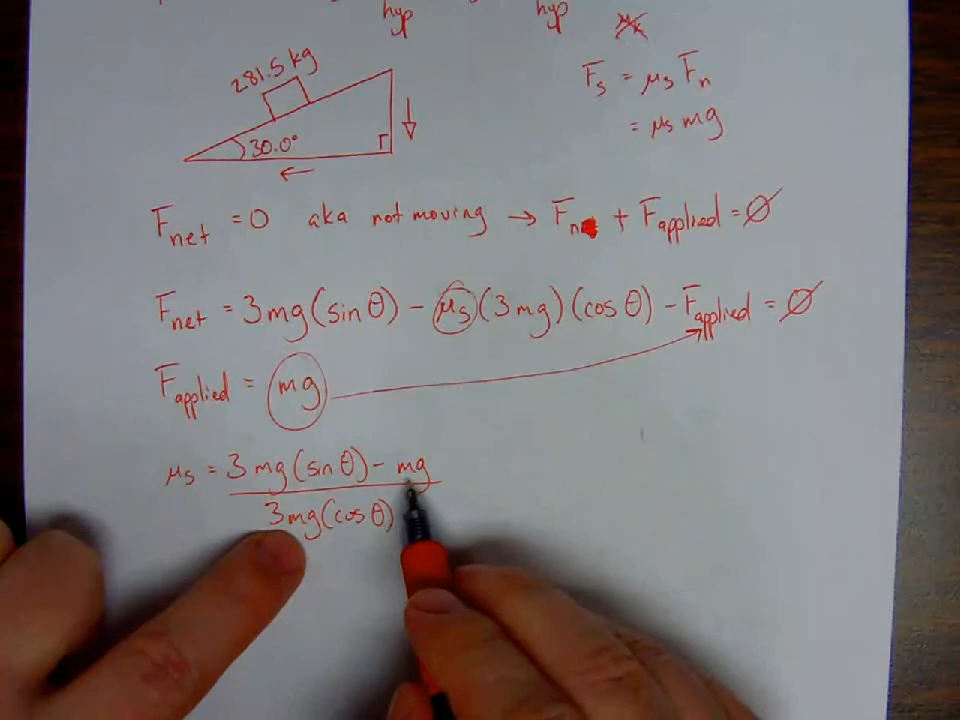 hyp hyp
μk
281.5 kg
30.0°
Fs = μs Fn
= μs mg
Fnet = 0 aka not moving → Fn + Fapplied = ∅
Fnet = 3mg(sin θ) − μs(3mg)(cos θ) − Fapplied = ∅
Fapplied = mg
μs = 3mg(sin θ) − mg
3mg(cos θ)